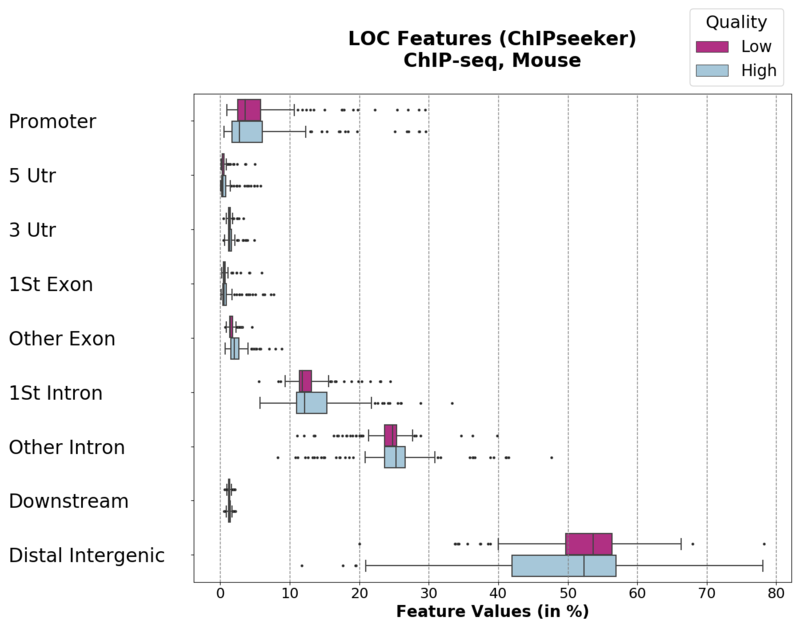 LOC Features (ChIPseeker)
ChIP-seq, Mouse
Quality
Low
High
Promoter
5 Utr
3 Utr
1St Exon
Other Exon
1St Intron
Other Intron
Downstream
Distal Intergenic
0 10 20 30 40 50 60 70 80
Feature Values (in %)